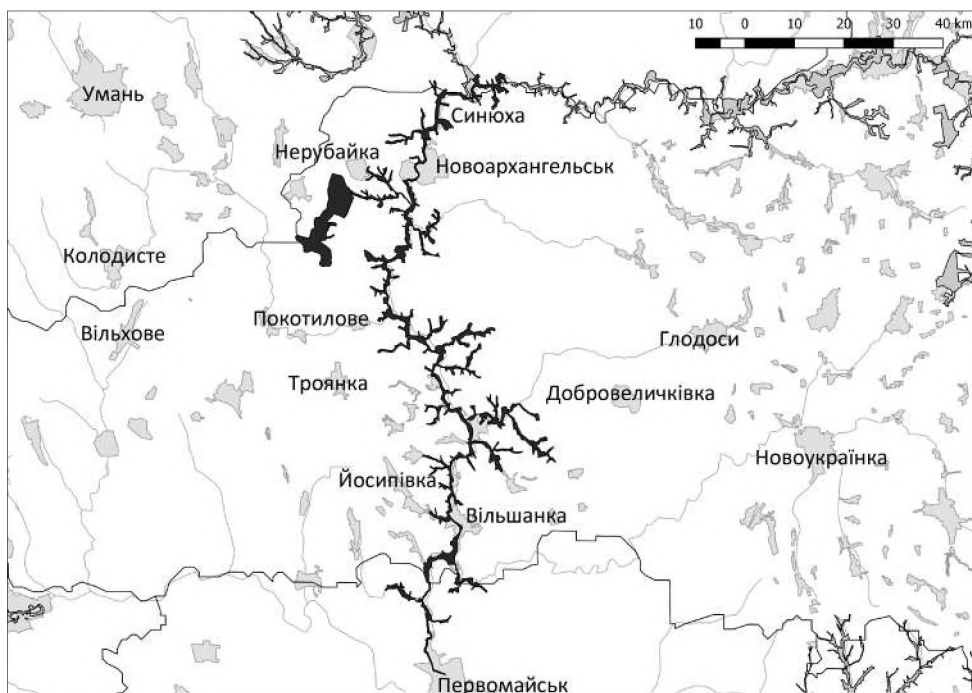 10 0 10 20 30 40 km
Умань
Синюха
Нерубайка
Новоархангельськ
Колодисте
Покотилове
Вільхове
Глодоси
Троянка
Добровеличківка
Новоукраїнка
Йосипівка
Вільшанка
Первомайськ